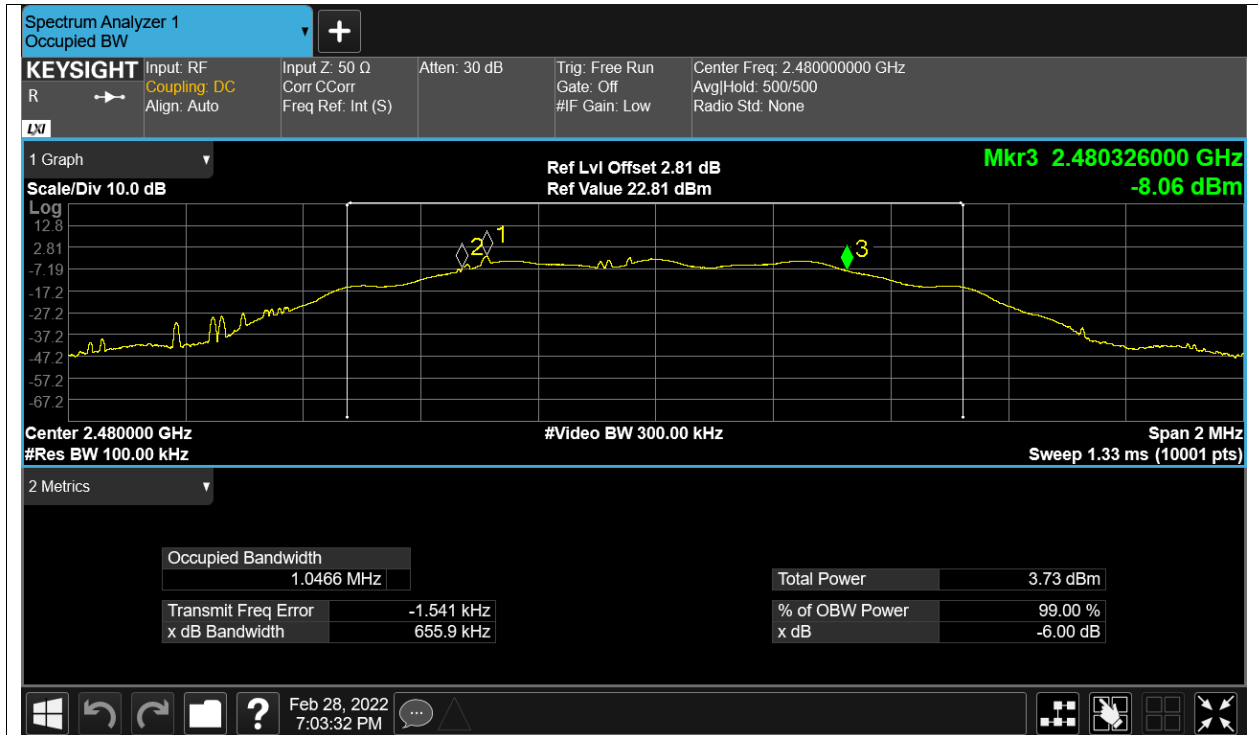 Spectrum Analyzer 1
Occupied BW
KEYSIGHT
R
LXI
Input: RF
Coupling: DC
Align: Auto
Input Z: 50 Ω
Corr CCorr
Freq Ref: Int (S)
Atten: 30 dB
Trig: Free Run
Gate: Off
#IF Gain: Low
Center Freq: 2.480000000 GHz
Avg|Hold: 500/500
Radio Std: None
1 Graph
Scale/Div 10.0 dB
Ref Lvl Offset 2.81 dB
Ref Value 22.81 dBm
Mkr3 2.480326000 GHz
-8.06 dBm
Log
12.8
2.81
-7.19
-17.2
-27.2
-37.2
-47.2
-57.2
-67.2
2 1
3
Center 2.480000 GHz
#Video BW 300.00 kHz
Span 2 MHz
#Res BW 100.00 kHz
Sweep 1.33 ms (10001 pts)
2 Metrics
Occupied Bandwidth
1.0466 MHz
Transmit Freq Error -1.541 kHz
x dB Bandwidth 655.9 kHz
Total Power 3.73 dBm
% of OBW Power 99.00 %
x dB -6.00 dB
?
Feb 28, 2022
7:03:32 PM